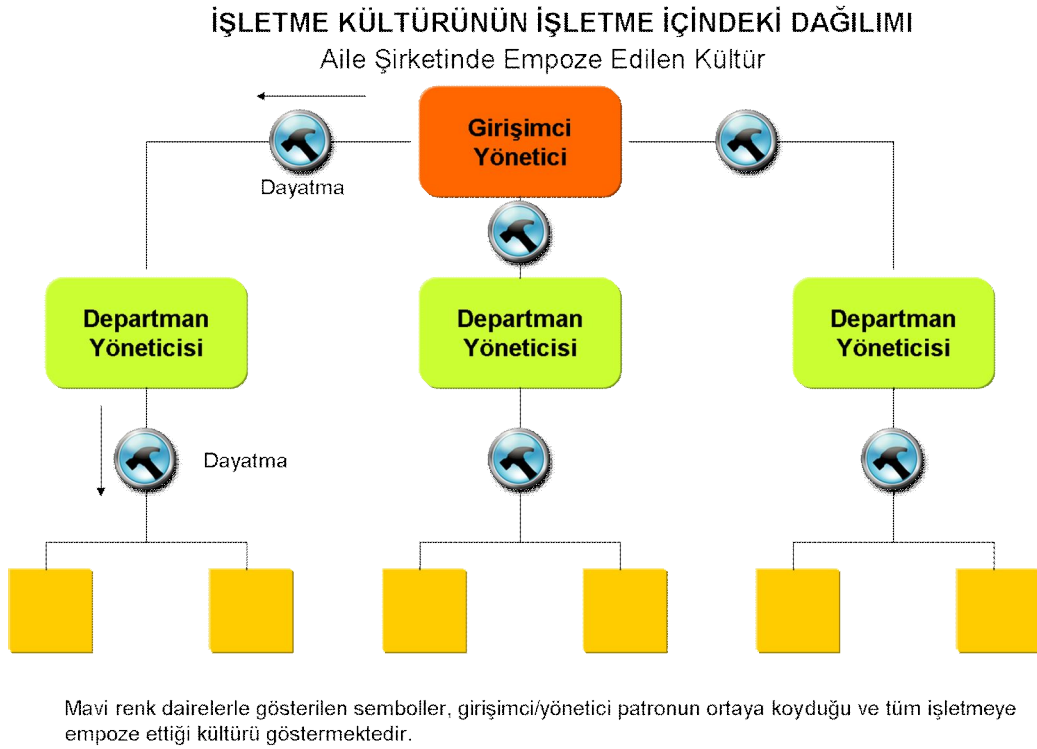 İŞLETME KÜLTÜRÜNÜN İŞLETME İÇİNDEKİ DAĞILIMI
Aile Şirketinde Empoze Edilen Kültür
Girişimci
Yönetici
Dayatma
Departman
Yöneticisi
Departman
Yöneticisi
Departman
Yöneticisi
Dayatma
Mavi renk dairelerle gösterilen semboller, girişimci/yönetici patronun ortaya koyduğu ve tüm işletmeye
empoze ettiği kültürü göstermektedir.